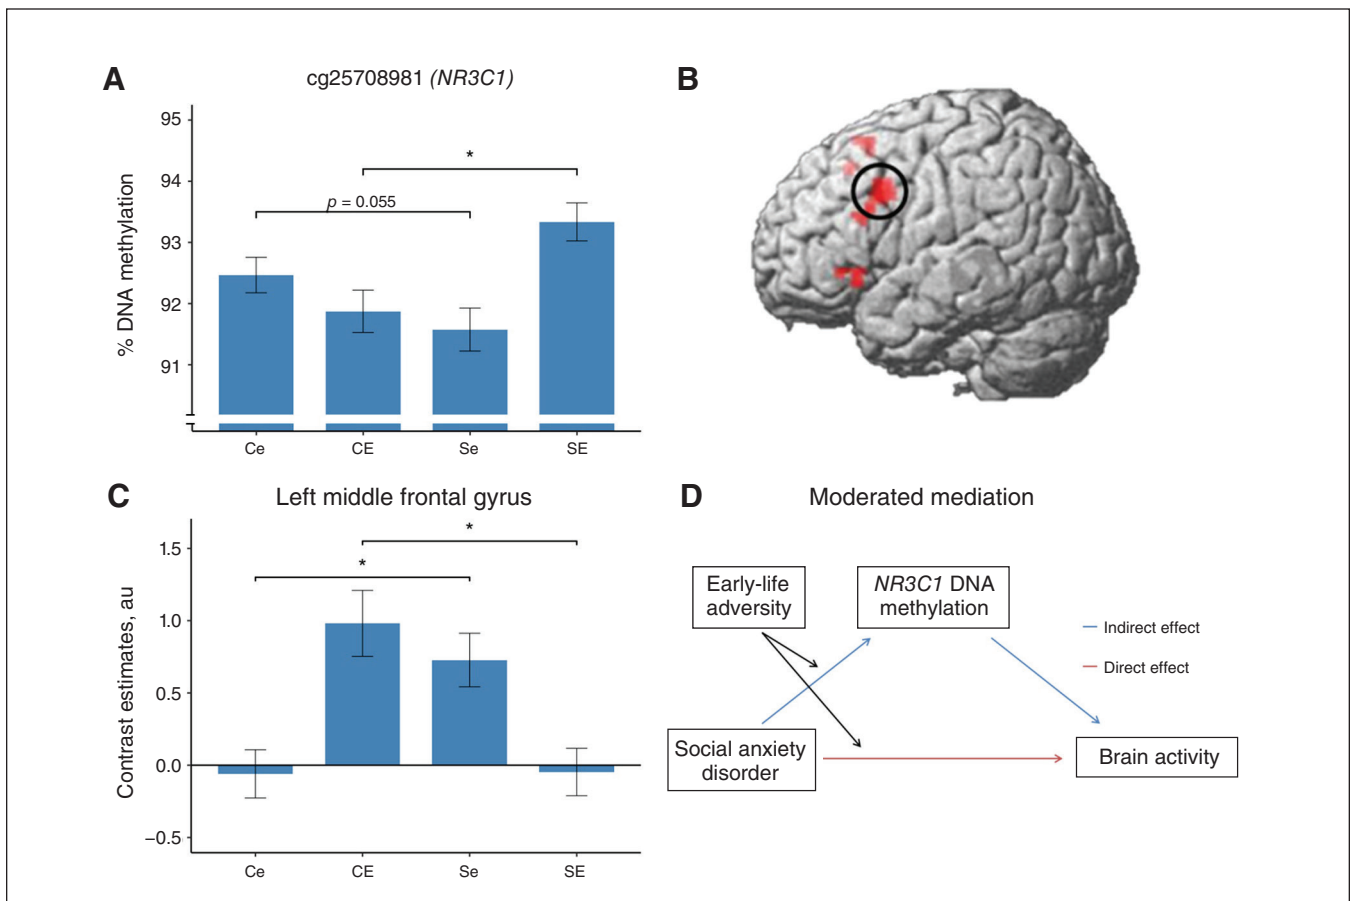 A
cg25708981 (NR3C1)
% DNA methylation
95
94
93
92
91
*
p = 0.055
Ce
CE
Se
SE
B
C
Left middle frontal gyrus
Contrast estimates, au
1.5
1.0
0.5
0.0
−0.5
*
*
Ce
CE
Se
SE
D
Moderated mediation
Early-life
adversity
NR3C1 DNA
methylation
Indirect effect
Direct effect
Social anxiety
disorder
Brain activity